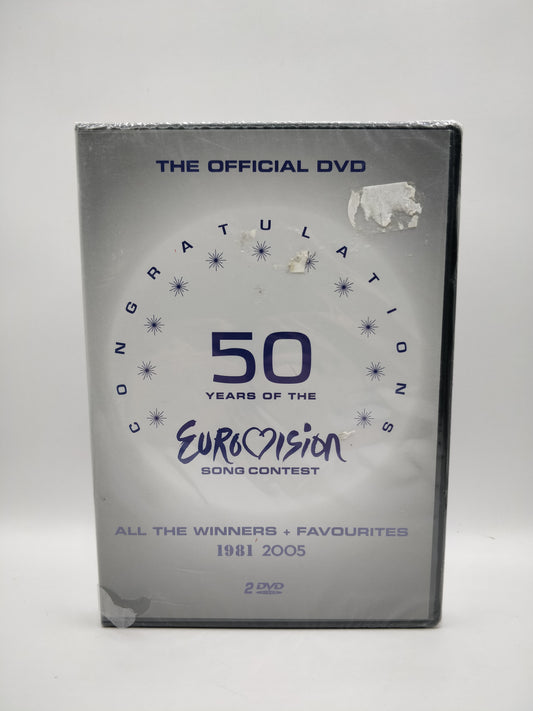 THE OFFICIAL DVD
CONGRATULATIONS
50
YEARS OF THE
EUROVISION
SONG CONTEST
ALL THE WINNERS + FAVOURITES
1981 2005
2 DVD